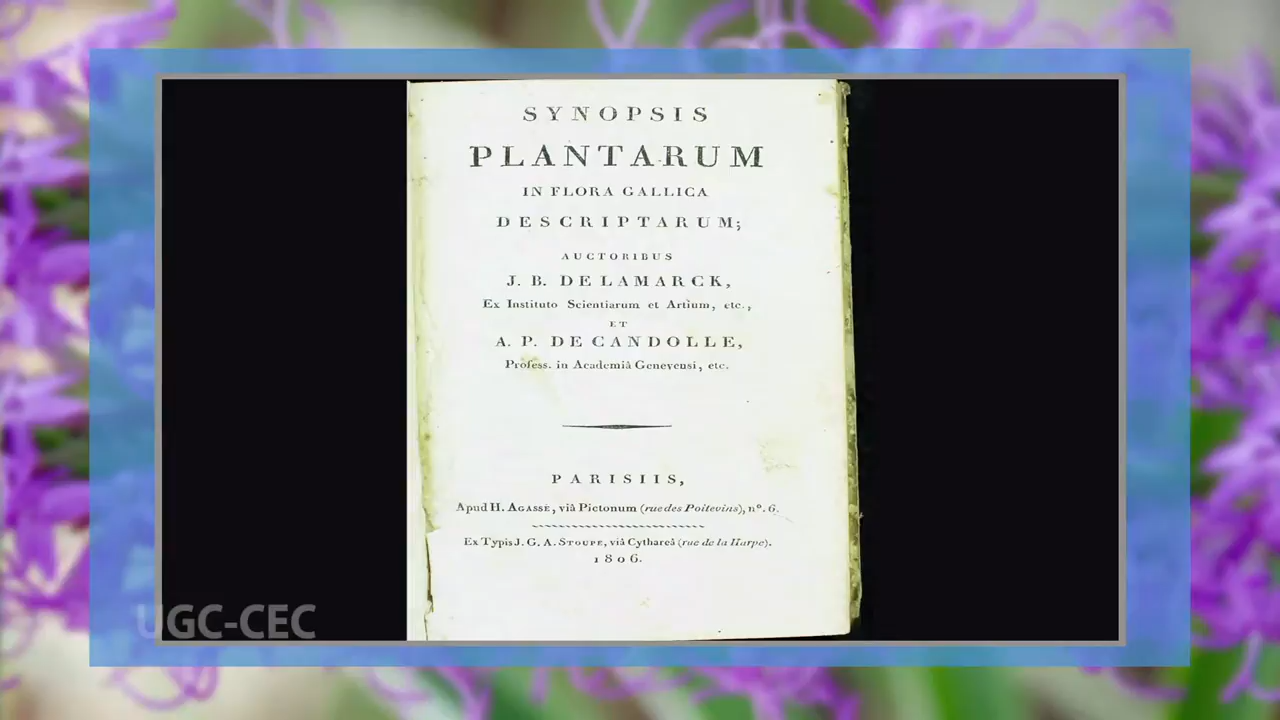 SYNOPSIS
PLANTARUM
IN FLORA GALLICA
DESCRIPTARUM;
AUCTORIBUS
J. B. DE LAMARCK,
Ex Instituto Scientiarum et Artium, etc.,
ET
A. P. DE CANDOLLE,
Profess. in Academiâ Genevensi, etc.
PARISIIS,
Apud H. AGASSE, viâ Pictonum (rue des Poitevins), n°. 6.
Ex Typis J. G. A. STOUPE, viâ Cythareâ (rue de la Harpe).
1806.
UGC-CEC